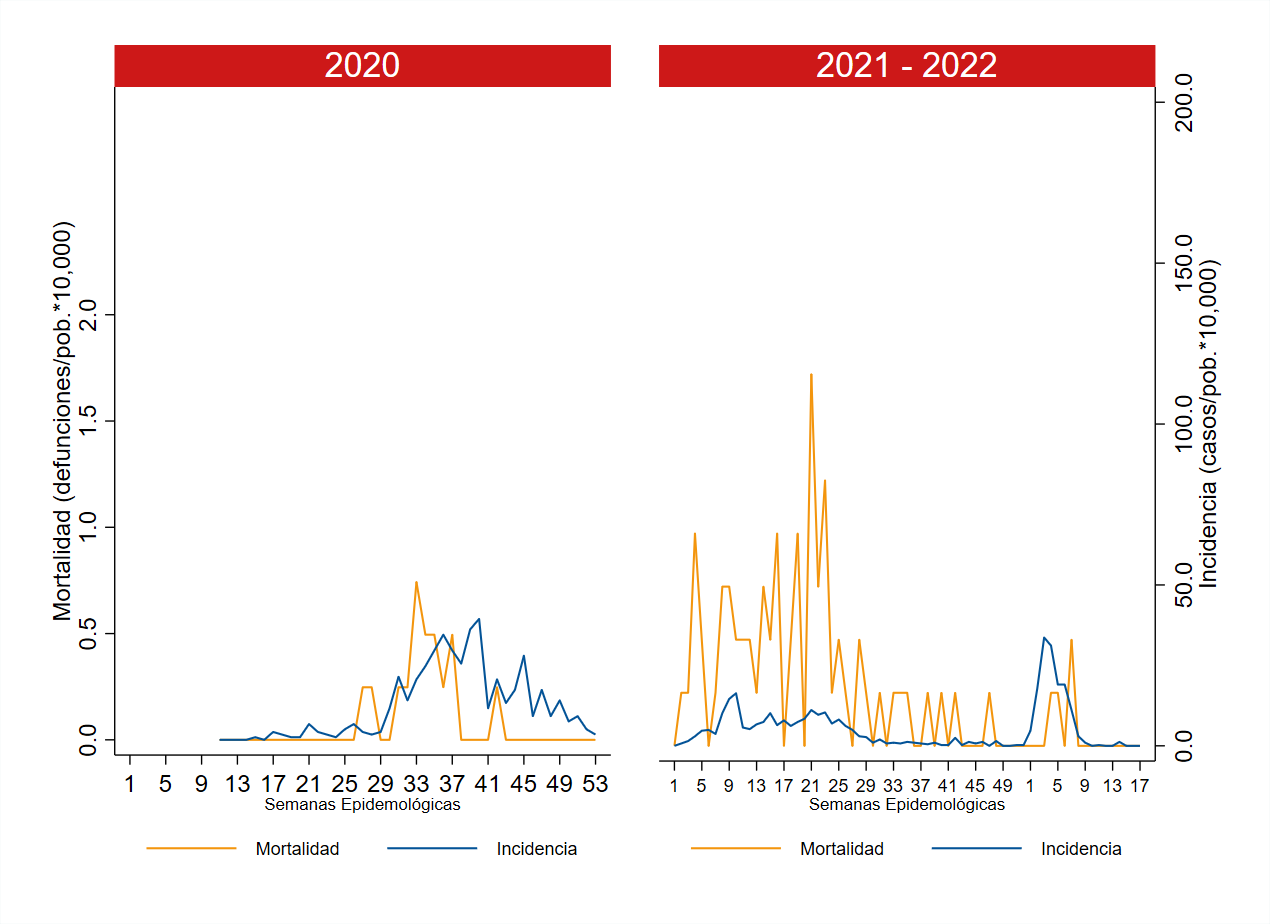 2020
Mortalidad (defunciones/pob.*10,000)
2.0
1.5
1.0
0.5
0.0
1 5 9 13 17 21 25 29 33 37 41 45 49 53
Semanas Epidemológicas
Mortalidad Incidencia
2021 - 2022
200.0
150.0
100.0
50.0
0.0
Incidencia (casos/pob.*10,000)
1 5 9 13 17 21 25 29 33 37 41 45 49 1 5 9 13 17
Semanas Epidemológicas
Mortalidad Incidencia